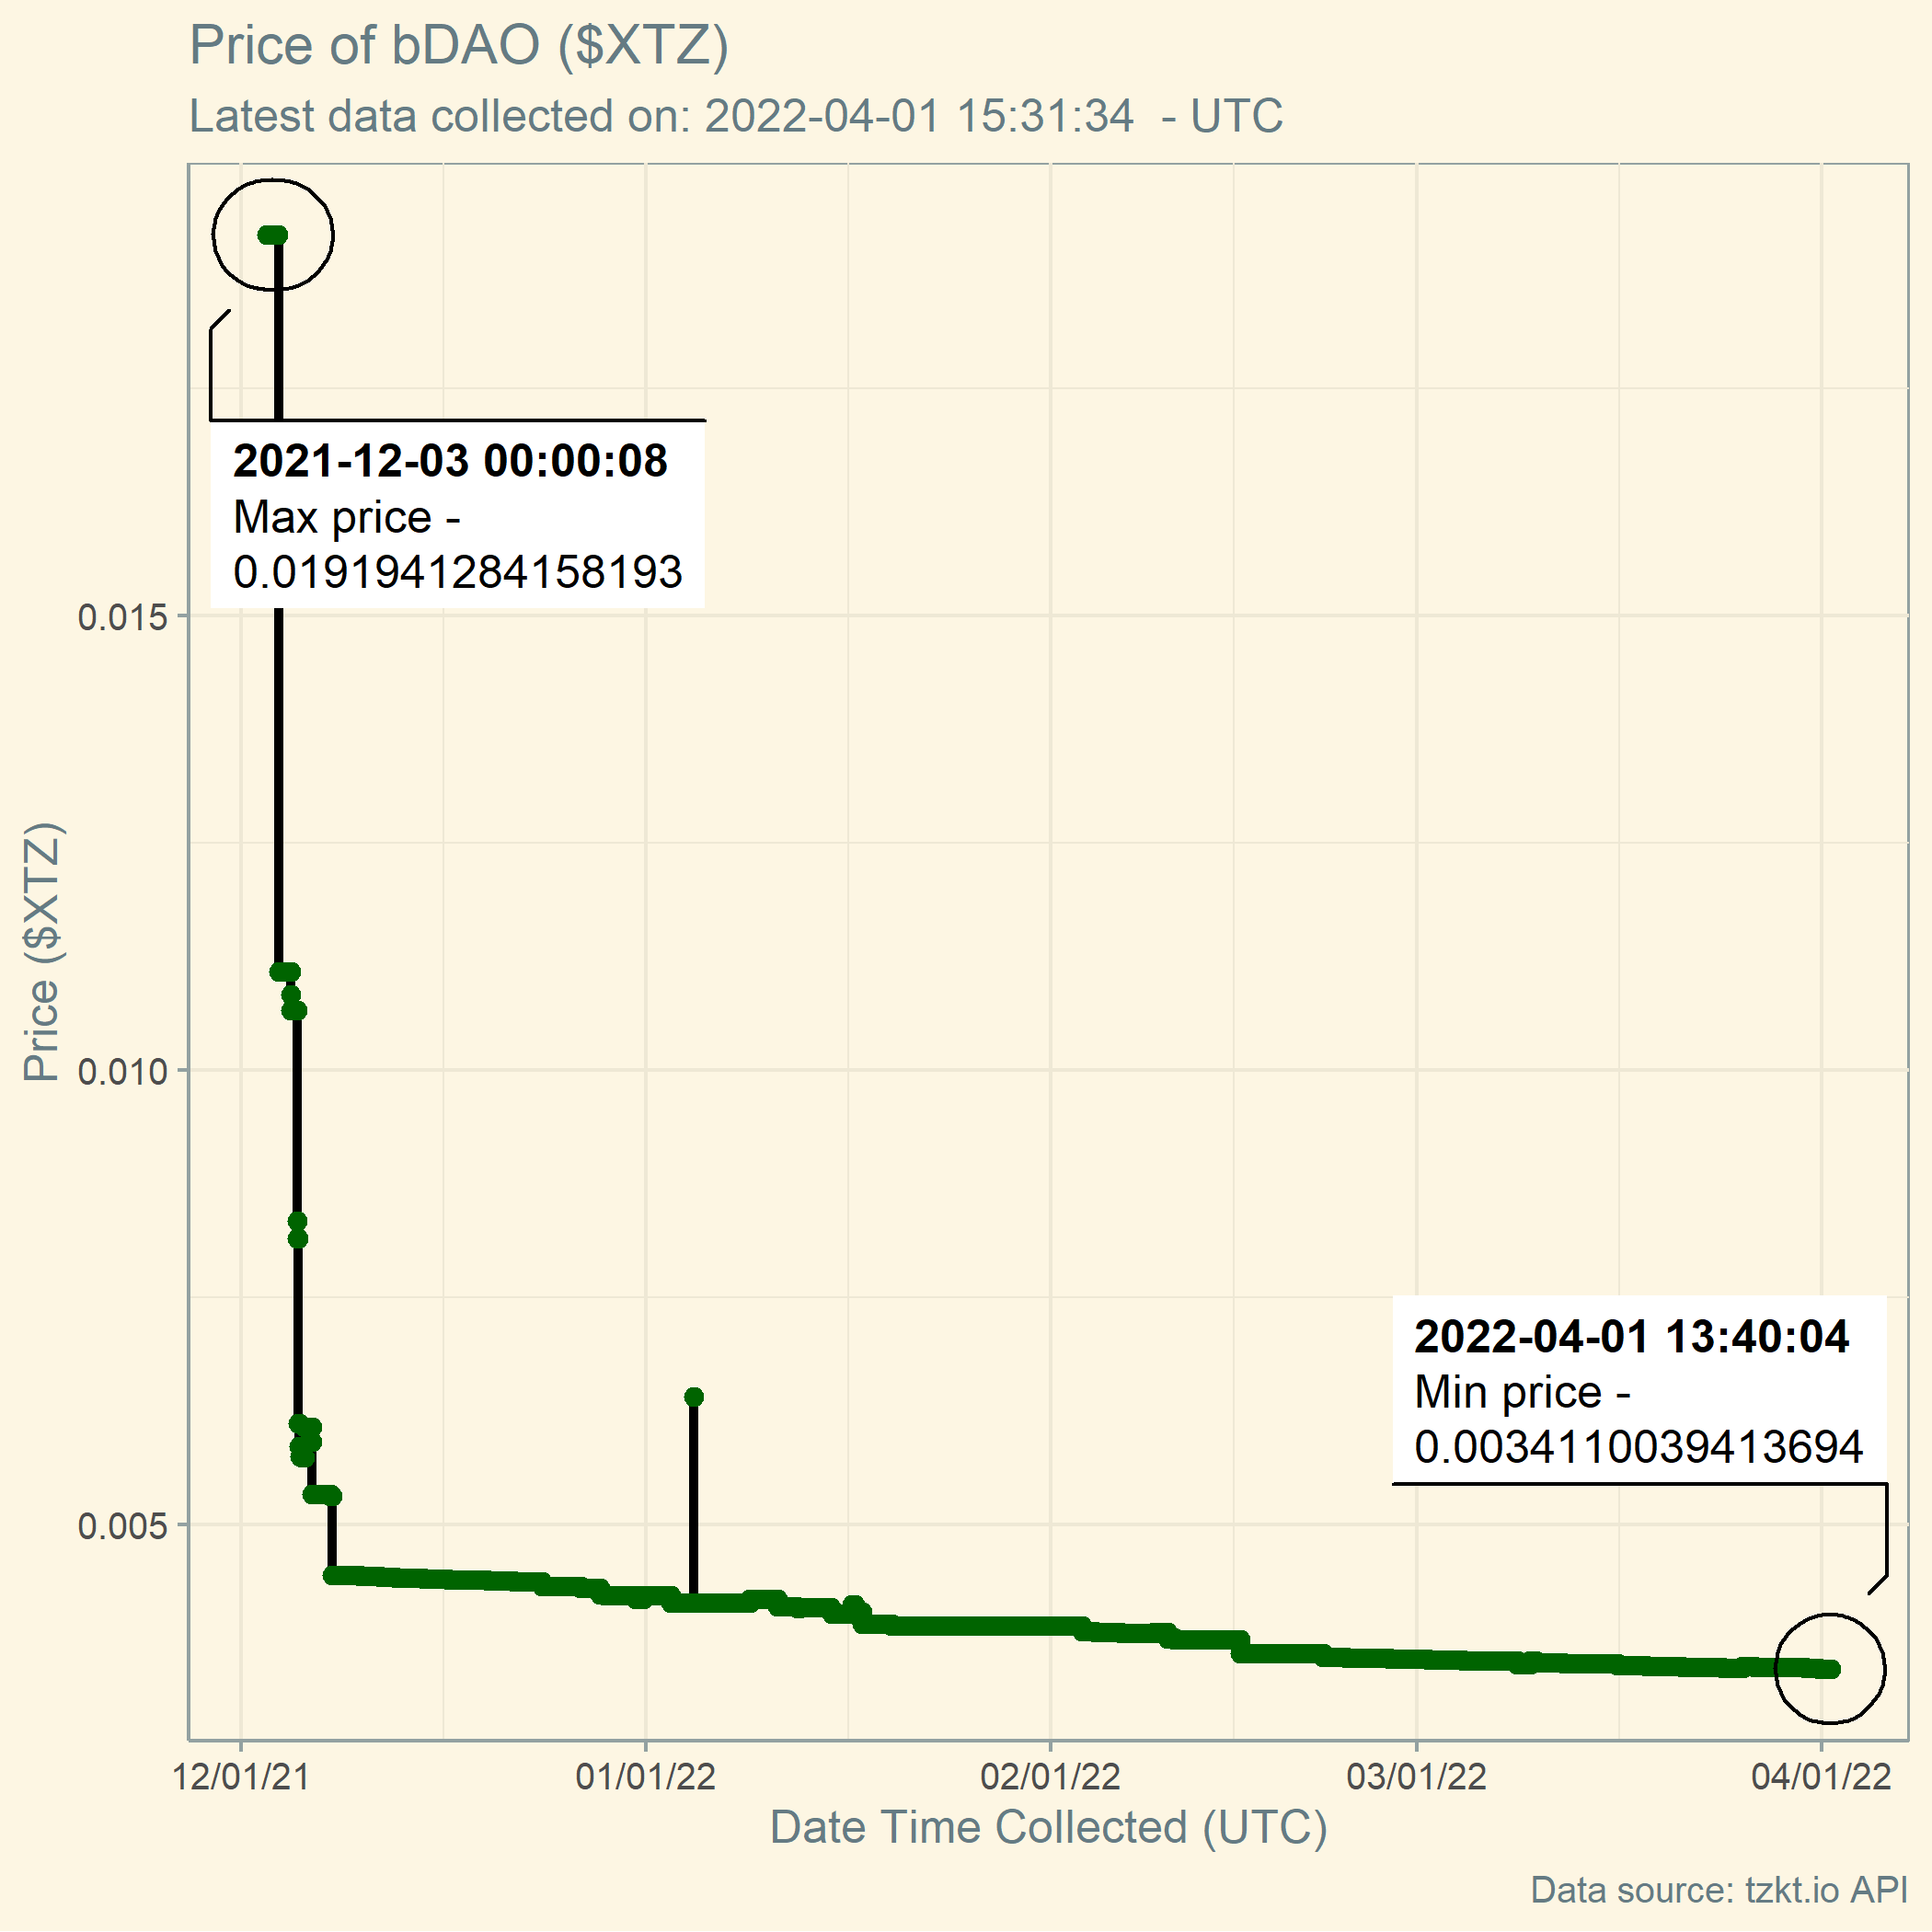 Price of bDAO ($XTZ)
Latest data collected on: 2022-04-01 15:31:34  - UTC
2021-12-03 00:00:08
Max price -
0.0191941284158193
0.015
Price ($XTZ)
0.010
2022-04-01 13:40:04
Min price -
0.0034110039413694
0.005
12/01/21 01/01/22 02/01/22 03/01/22 04/01/22
Date Time Collected (UTC)
Data source: tzkt.io API